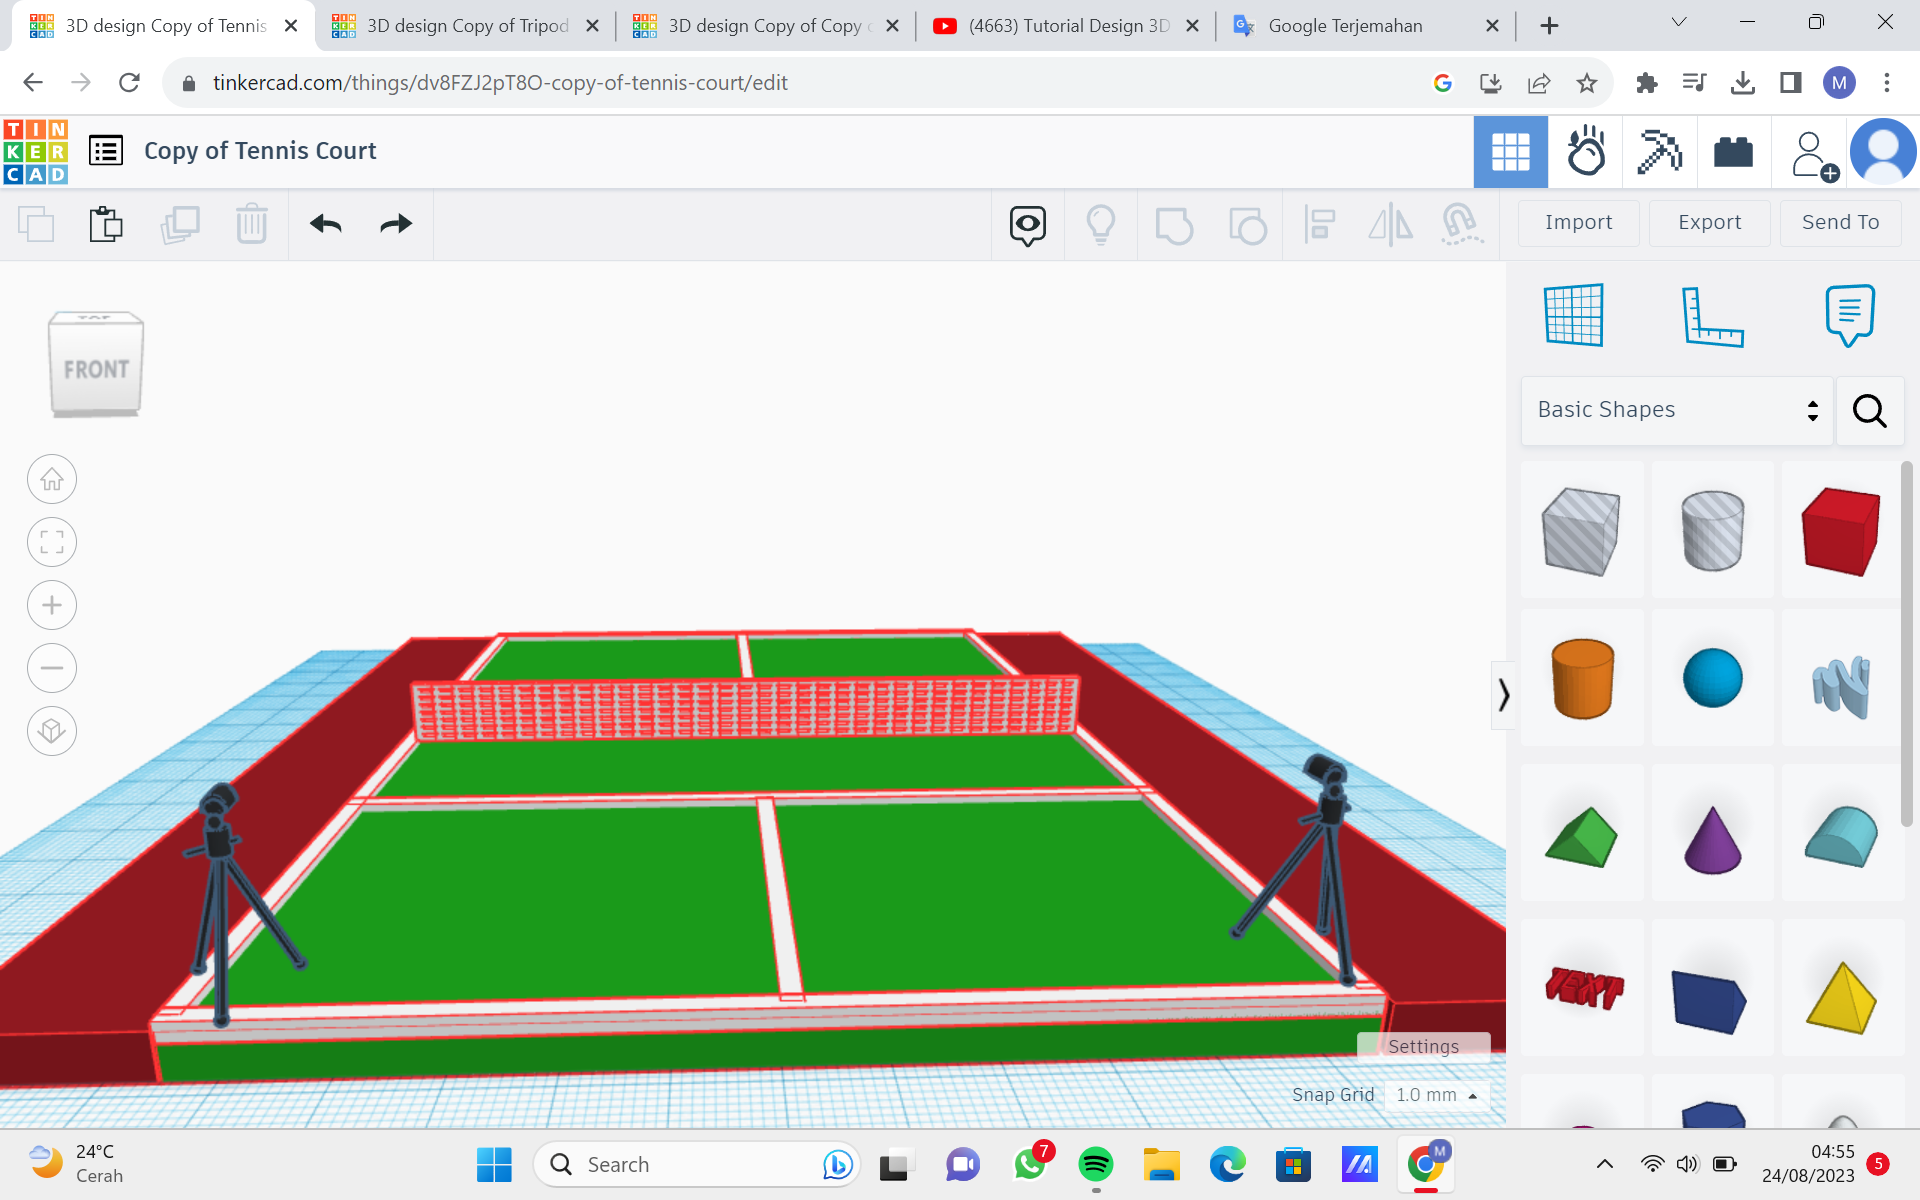 3D design Copy of Tennis
3D design Copy of Tripod
3D design Copy of Copy
(4663) Tutorial Design 3D
Google Terjemahan
tinkercad.com/things/dv8FZJ2pT8O-copy-of-tennis-court/edit
M
TIN
KER
CAD
Copy of Tennis Court
Import
Export
Send To
TOP
FRONT
Basic Shapes
TEXT
Settings
Snap Grid
1.0 mm
24°C
Cerah
Search
7
M
04:55
24/08/2023
5